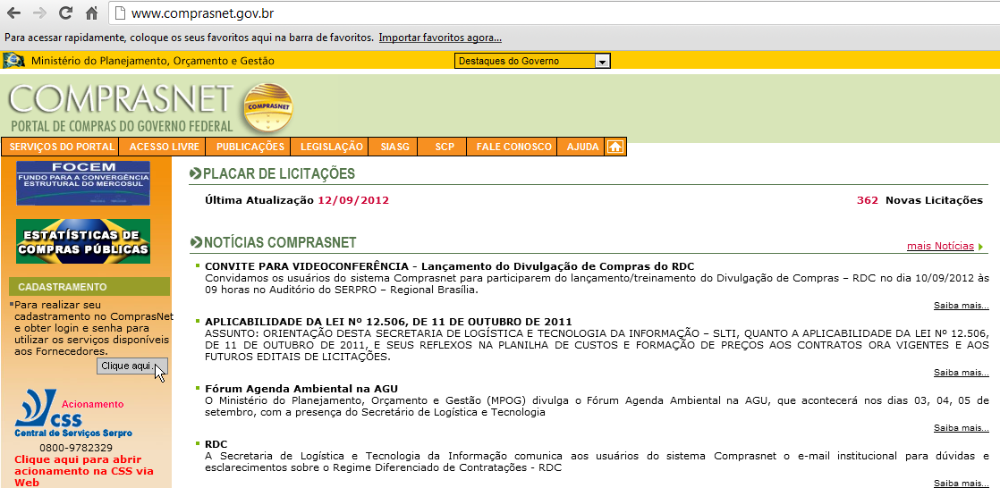 www.comprasnet.gov.br
Para acessar rapidamente, coloque os seus favoritos aqui na barra de favoritos. Importar favoritos agora...
Ministério do Planejamento, Orçamento e Gestão
Destaques do Governo
COMPRASNET
COMPRASNET
PORTAL DE COMPRAS DO GOVERNO FEDERAL
SERVIÇOS DO PORTAL ACESSO LIVRE PUBLICAÇÕES LEGISLAÇÃO SIASG SCP FALE CONOSCO AJUDA
FOCEM
FUNDO PARA A CONVERGÊNCIA
ESTRUTURAL DO MERCOSUL
ESTATÍSTICAS DE
COMPRAS PÚBLICAS
CADASTRAMENTO
Para realizar seu
cadastramento no ComprasNet
e obter login e senha para
utilizar os serviços disponíveis
aos Fornecedores.
Clique aqui...
Acionamento
CSS
Central de Serviços Serpro
0800-9782329
Clique aqui para abrir
acionamento na CSS via
Web
PLACAR DE LICITAÇÕES
Última Atualização 12/09/2012 362 Novas Licitações
NOTÍCIAS COMPRASNET
mais Notícias
CONVITE PARA VIDEOCONFERÊNCIA - Lançamento do Divulgação de Compras do RDC
Convidamos os usuários do sistema Comprasnet para participarem do lançamento/treinamento do Divulgação de Compras – RDC no dia 10/09/2012 às
09 horas no Auditório do SERPRO – Regional Brasília.
Saiba mais...
APLICABILIDADE DA LEI Nº 12.506, DE 11 DE OUTUBRO DE 2011
ASSUNTO: ORIENTAÇÃO DESTA SECRETARIA DE LOGÍSTICA E TECNOLOGIA DA INFORMAÇÃO – SLTI, QUANTO A APLICABILIDADE DA LEI Nº 12.506,
DE 11 DE OUTUBRO DE 2011, E SEUS REFLEXOS NA PLANILHA DE CUSTOS E FORMAÇÃO DE PREÇOS AOS CONTRATOS ORA VIGENTES E AOS
FUTUROS EDITAIS DE LICITAÇÕES.
Saiba mais...
Fórum Agenda Ambiental na AGU
O Ministério do Planejamento, Orçamento e Gestão (MPOG) divulga o Fórum Agenda Ambiental na AGU, que acontecerá nos dias 03, 04, 05 de
setembro, com a presença do Secretário de Logística e Tecnologia
Saiba mais...
RDC
A Secretaria de Logística e Tecnologia da Informação comunica aos usuários do sistema Comprasnet o e-mail institucional para dúvidas e
esclarecimentos sobre o Regime Diferenciado de Contratações - RDC
Saiba mais...